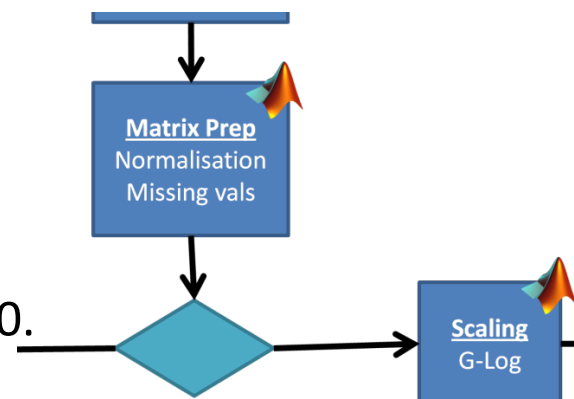 Matrix Prep
Normalisation
Missing vals
0.
Scaling
G-Log